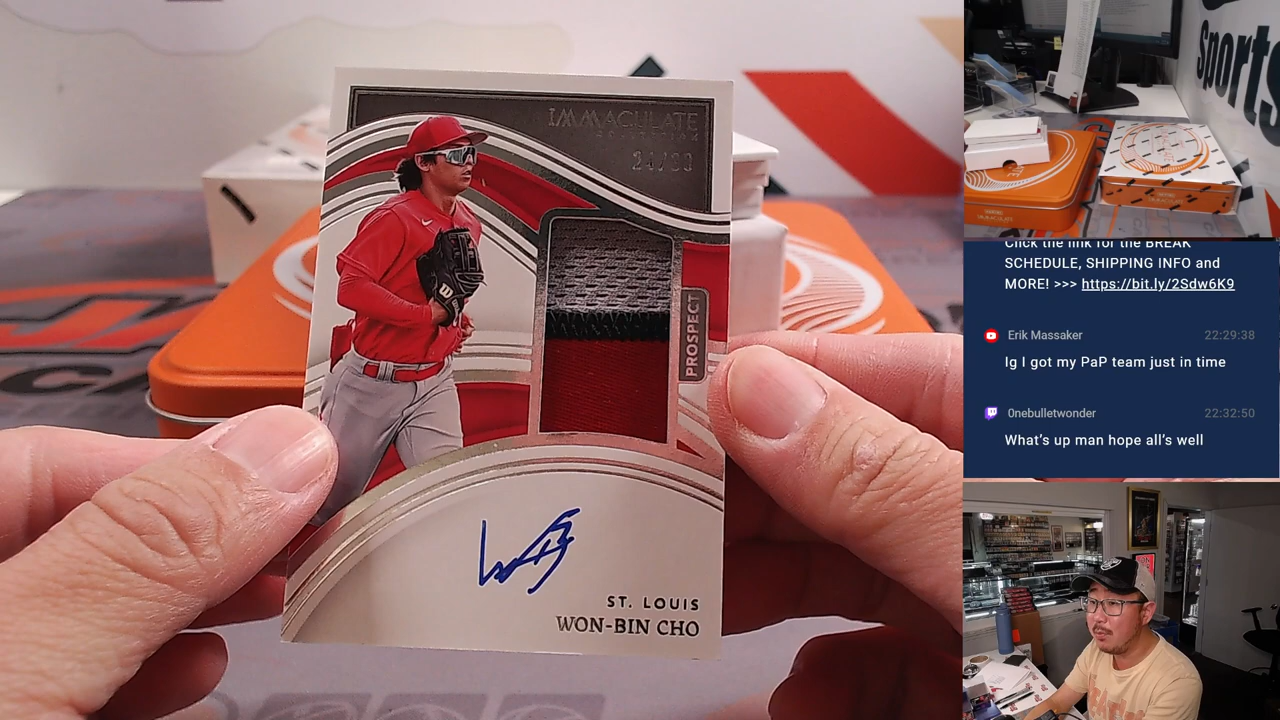 IMMACULATE
PROSPECT
ST. LOUIS
WON-BIN CHO
Sports
Click the link for the BREAK
SCHEDULE, SHIPPING INFO and
MORE! >>> https://bit.ly/2Sdw6K9
Erik Massaker 22:29:38
Ig I got my PaP team just in time
0nebulletwonder 22:32:50
What's up man hope all's well